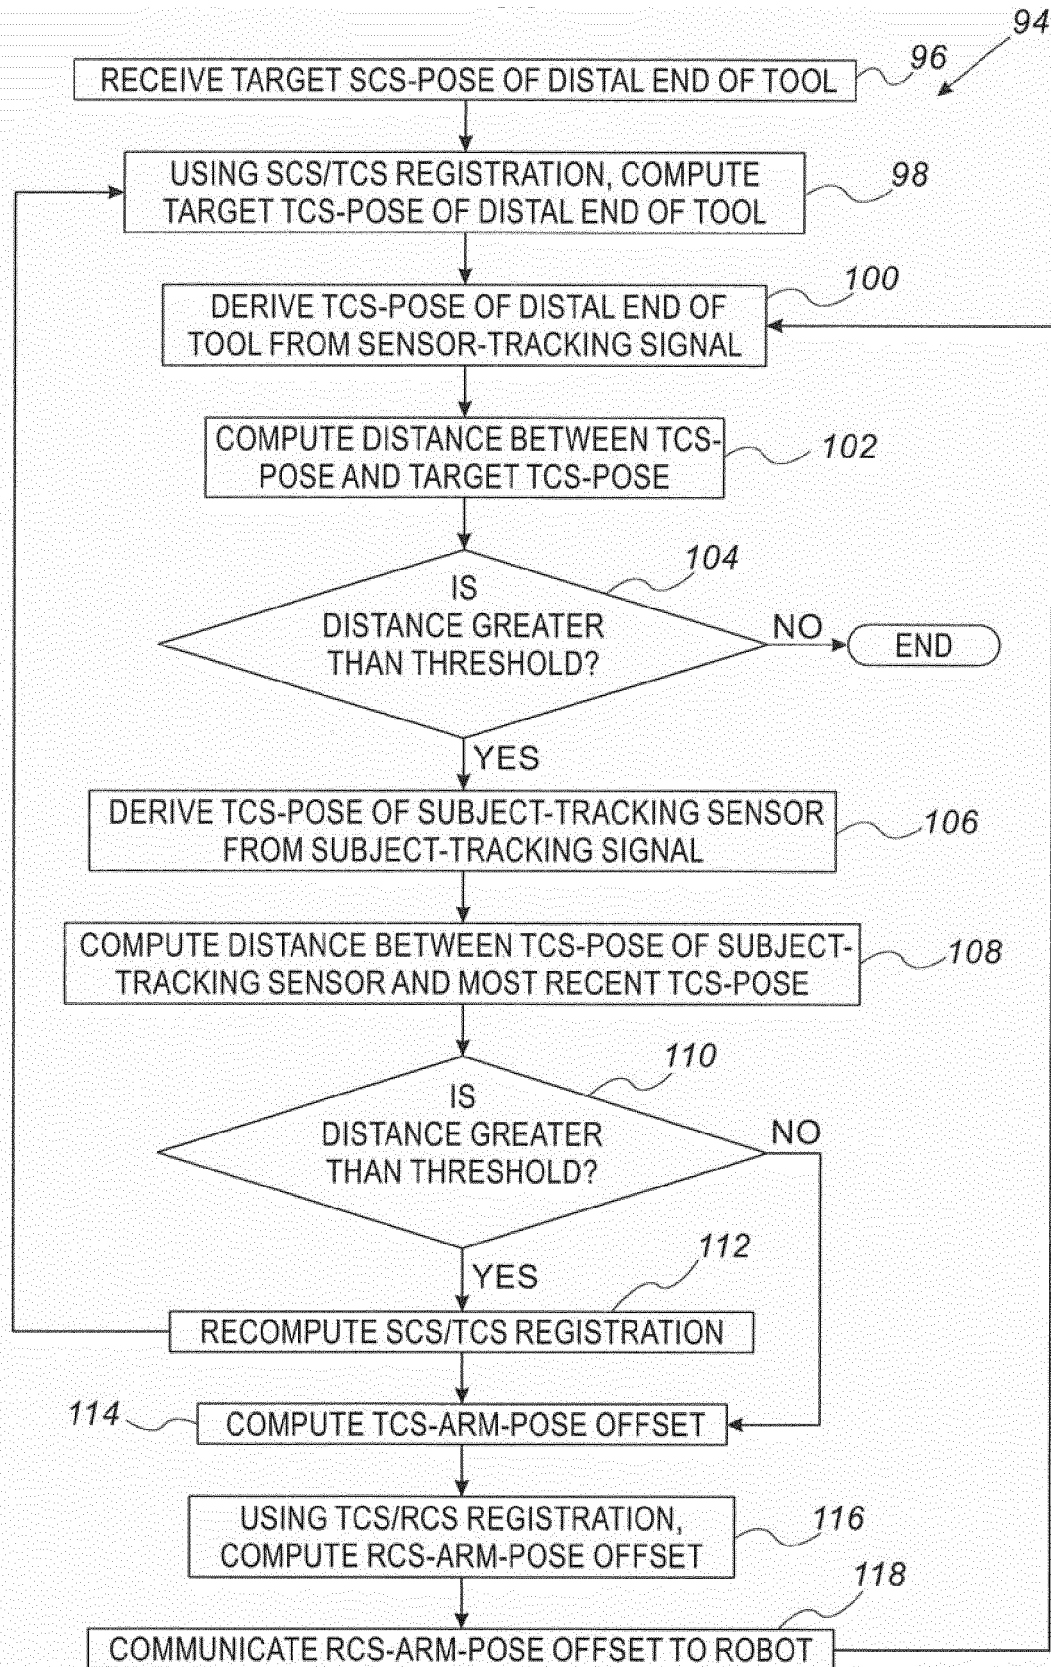 94
RECEIVE TARGET SCS-POSE OF DISTAL END OF TOOL
96
USING SCS/TCS REGISTRATION, COMPUTE
TARGET TCS-POSE OF DISTAL END OF TOOL
98
DERIVE TCS-POSE OF DISTAL END OF
TOOL FROM SENSOR-TRACKING SIGNAL
100
COMPUTE DISTANCE BETWEEN TCS-
POSE AND TARGET TCS-POSE
102
IS
DISTANCE GREATER
THAN THRESHOLD?
104
NO
END
YES
DERIVE TCS-POSE OF SUBJECT-TRACKING SENSOR
FROM SUBJECT-TRACKING SIGNAL
106
COMPUTE DISTANCE BETWEEN TCS-POSE OF SUBJECT-
TRACKING SENSOR AND MOST RECENT TCS-POSE
108
IS
DISTANCE GREATER
THAN THRESHOLD?
110
NO
YES
112
RECOMPUTE SCS/TCS REGISTRATION
114
COMPUTE TCS-ARM-POSE OFFSET
USING TCS/RCS REGISTRATION,
COMPUTE RCS-ARM-POSE OFFSET
116
118
COMMUNICATE RCS-ARM-POSE OFFSET TO ROBOT